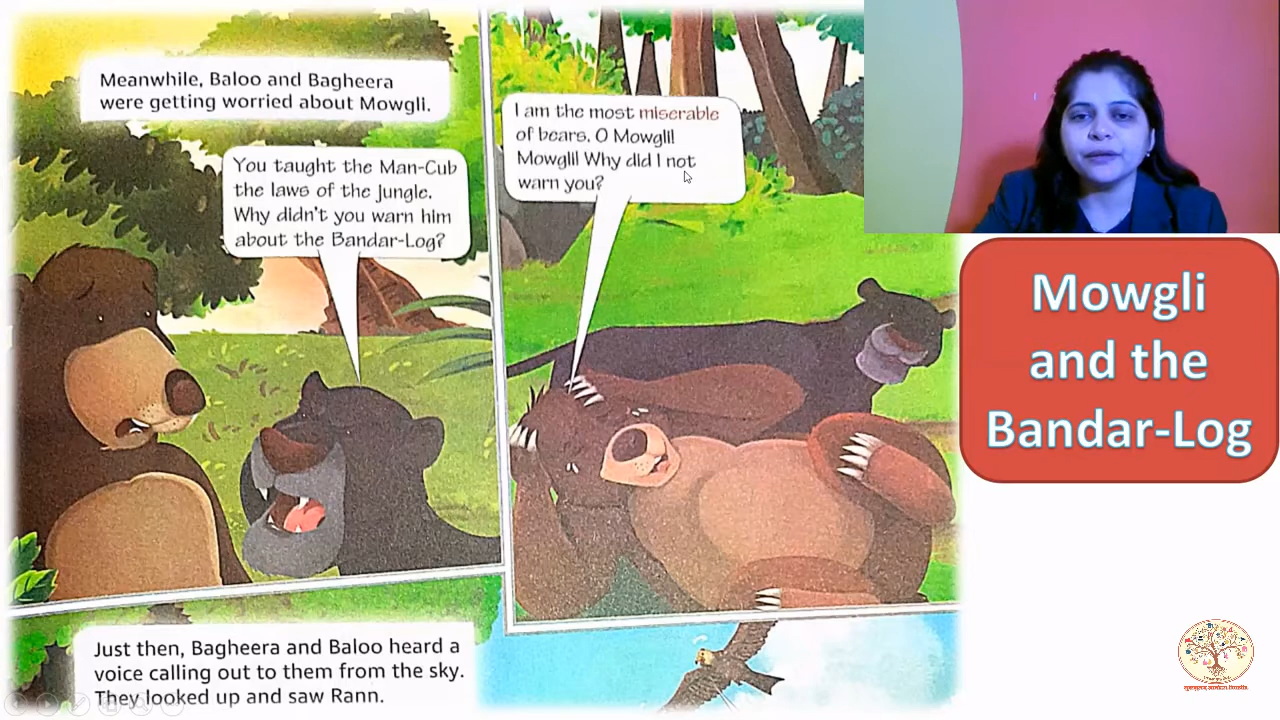 Meanwhile, Baloo and Bagheera
were getting worried about Mowgli.
You taught the Man-Cub
the laws of the Jungle.
Why didn't you warn him
about the Bandar-Log?
I am the most miserable
of bears. O Mowgli!
Mowgli! Why did I not
warn you?
Just then, Bagheera and Baloo heard a
voice calling out to them from the sky.
They looked up and saw Rann.
Mowgli
and the
Bandar-Log